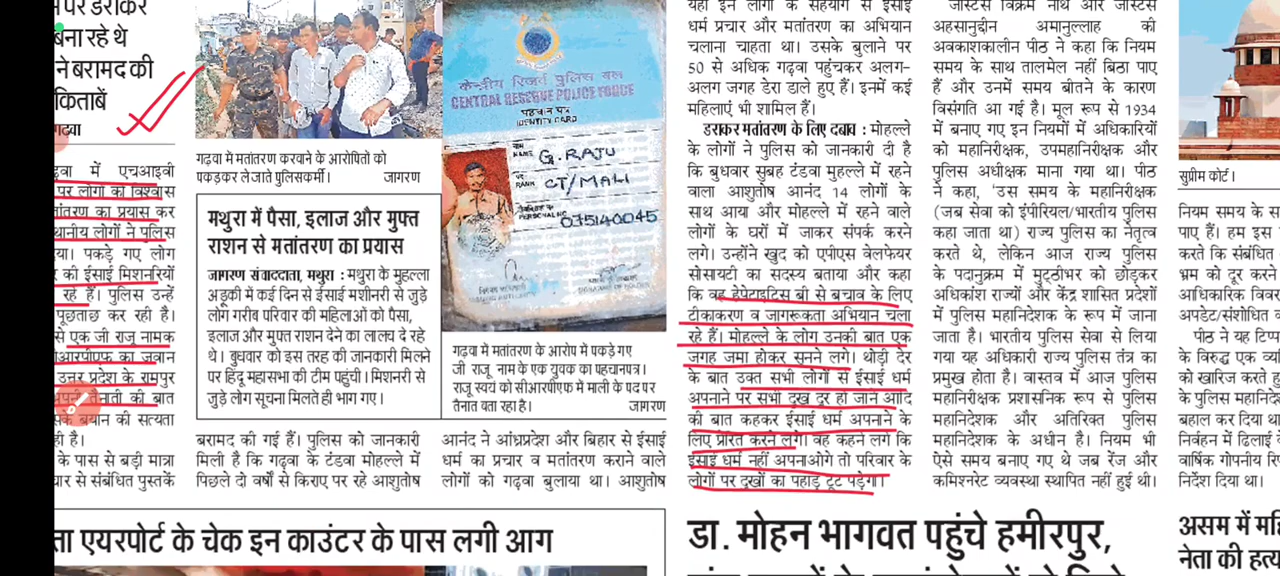 बना रहे थे
ने बरामद की
किताबें
गढ़वा
में एचआइवी
पर लोगों का विश्वास
का प्रयास कर
लोगों ने पुलिस
पकड़े गए लोग
की ईसाई मिशनरियों
रहे हैं। पुलिस उन्हें
पूछताछ कर रही है।
से एक जी राजू नामक
का जवान
उत्तर प्रदेश के रामपुर
तैनाती की बात
बयान की सत्यता
ही है।
के पास से बड़ी मात्रा
से संबंधित पुस्तकें
गढ़वा में मतांतरण करवाने के आरोपितों को
पकड़कर ले जाते पुलिसकर्मी। जागरण
मथुरा में पैसा, इलाज और मुफ्त
राशन से मतांतरण का प्रयास
जागरण संवाददाता, मथुरा : मथुरा के मुहल्ला
अड़की में कई दिन से ईसाई मशीनरी से जुड़े
लोग गरीब परिवार की महिलाओं को पैसा,
इलाज और मुफ्त राशन देने का लालच दे रहे
थे। बुधवार को इस तरह की जानकारी मिलने
पर हिंदू महासभा की टीम पहुंची। मिशनरी से
जुड़े लोग सूचना मिलते ही भाग गए।
बरामद की गई हैं। पुलिस को जानकारी
मिली है कि गढ़वा के टंडवा मोहल्ले में
पिछले दो वर्षों से किराए पर रहे आशुतोष
केन्द्रीय रिजर्व पुलिस बल
CENTRAL RESERVE POLICE FORCE
पहचान पत्र
IDENTITY CARD
नाम
NAME G. RAJU
RANK CT/MALI
PERSONAL NO 075140045
गढ़वा में मतांतरण के आरोप में पकड़े गए
जी राजू नाम के एक युवक का पहचानपत्र।
राजू स्वयं को सीआरपीएफ में माली के पद पर
तैनात बता रहा है। जागरण
आनंद ने आंध्रप्रदेश और बिहार से ईसाई
धर्म का प्रचार व मतांतरण कराने वाले
लोगों को गढ़वा बुलाया था। आशुतोष
यहां इन लोगों के सहयोग से ईसाई
धर्म प्रचार और मतांतरण का अभियान
चलाना चाहता था। उसके बुलाने पर
50 से अधिक गढ़वा पहुंचकर अलग-
अलग जगह डेरा डाले हुए हैं। इनमें कई
महिलाएं भी शामिल हैं।
डराकर मतांतरण के लिए दबाव : मोहल्ले
के लोगों ने पुलिस को जानकारी दी है
कि बुधवार सुबह टंडवा मुहल्ले में रहने
वाला आशुतोष आनंद 14 लोगों के
साथ आया और मोहल्ले में रहने वाले
लोगों के घरों में जाकर संपर्क करने
लगे। उन्होंने खुद को एपीएस वेलफेयर
सोसायटी का सदस्य बताया और कहा
कि वह हेपेटाइटिस बी से बचाव के लिए
टीकाकरण व जागरूकता अभियान चला
रहे हैं। मोहल्ले के लोग उनकी बात एक
जगह जमा होकर सुनने लगे। थोड़ी देर
के बात उक्त सभी लोगों से ईसाई धर्म
अपनाने पर सभी दुख दूर हो जाने आदि
की बात कहकर ईसाई धर्म अपनाने के
लिए प्रेरित करने लगे। वह कहने लगे कि
ईसाई धर्म नहीं अपनाओगे तो परिवार के
लोगों पर दुखों का पहाड़ टूट पड़ेगा।
जस्टिस विक्रम नाथ और जस्टिस
अहसानुद्दीन अमानुल्लाह की
अवकाशकालीन पीठ ने कहा कि नियम
समय के साथ तालमेल नहीं बिठा पाए
हैं और उनमें समय बीतने के कारण
विसंगति आ गई है। मूल रूप से 1934
में बनाए गए इन नियमों में अधिकारियों
को महानिरीक्षक, उपमहानिरीक्षक और
पुलिस अधीक्षक माना गया था। पीठ
ने कहा, 'उस समय के महानिरीक्षक
(जब सेवा को इंपीरियल/भारतीय पुलिस
कहा जाता था) राज्य पुलिस का नेतृत्व
करते थे, लेकिन आज राज्य पुलिस
के पदानुक्रम में मुट्ठीभर को छोड़कर
अधिकांश राज्यों और केंद्र शासित प्रदेशों
में पुलिस महानिदेशक के रूप में जाना
जाता है। भारतीय पुलिस सेवा से लिया
गया यह अधिकारी राज्य पुलिस तंत्र का
प्रमुख होता है। वास्तव में आज पुलिस
महानिरीक्षक प्रशासनिक रूप से पुलिस
महानिदेशक और अतिरिक्त पुलिस
महानिदेशक के अधीन है। नियम भी
ऐसे समय बनाए गए थे जब रेंज और
कमिश्नरेट व्यवस्था स्थापित नहीं हुई थी।
सुप्रीम कोर्ट।
नियम समय के
पाए हैं। हम इस
करते कि संबंधित
भ्रम को दूर करने
आधिकारिक
अपडेट/संशोधित
पीठ ने यह
के विरुद्ध एक
को खारिज करते
के पुलिस
बहाल कर दिया
निर्वहन में ढिलाई
वार्षिक गोपनीय
निर्देश दिया था।
एयरपोर्ट के चेक इन काउंटर के पास लगी आग
डा. मोहन भागवत पहुंचे हमीरपुर,
असम में
नेता की